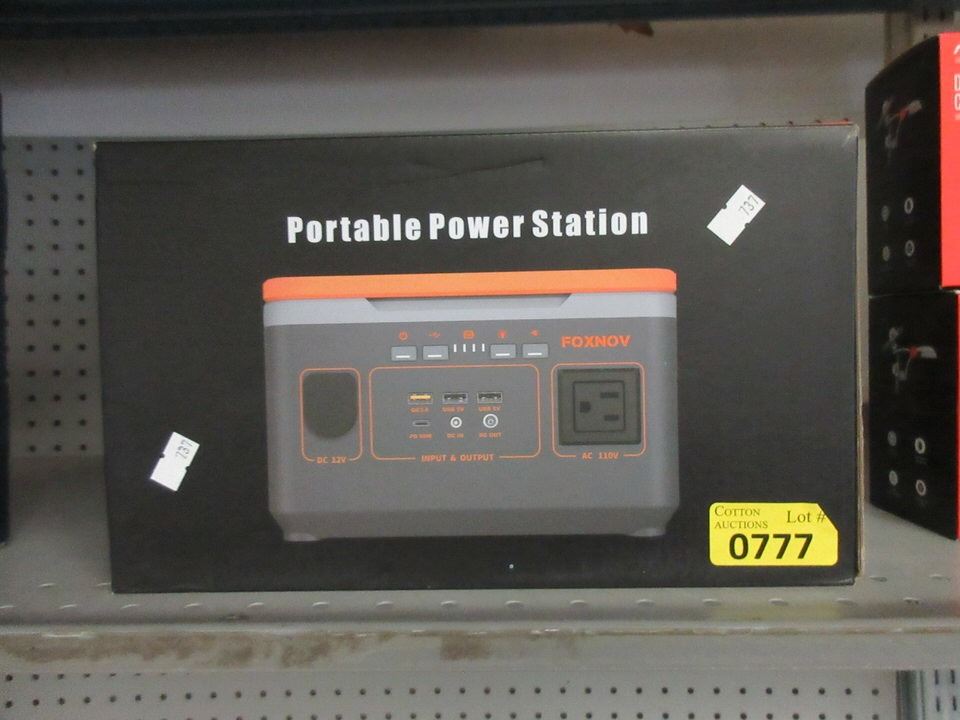 Portable Power Station
737
FOXNOV
QC3.0
USB 5V
USB 5V
PD 60W
DC IN
DC OUT
DC 12V
INPUT & OUTPUT
AC 110V
737
COTTON
AUCTIONS
Lot #
0777